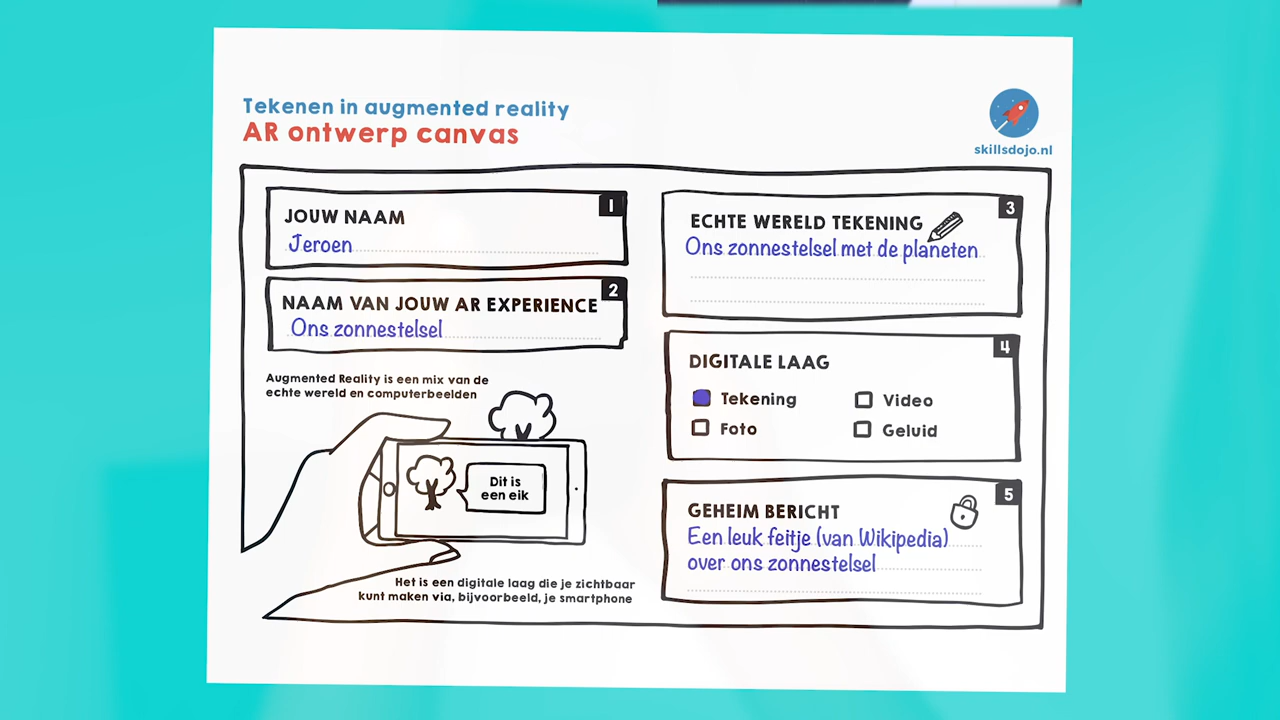 Tekenen in augmented reality
AR ontwerp canvas
skillsdojo.nl
1
JOUW NAAM
Jeroen
2
NAAM VAN JOUW AR EXPERIENCE
Ons zonnestelsel
Augmented Reality is een mix van de
echte wereld en computerbeelden
Dit is
een eik
Het is een digitale laag die je zichtbaar
kunt maken via, bijvoorbeeld, je smartphone
3
ECHTE WERELD TEKENING
Ons zonnestelsel met de planeten
4
DIGITALE LAAG
Tekening
Video
Foto
Geluid
5
GEHEIM BERICHT
Een leuk feitje (van Wikipedia)
over ons zonnestelsel